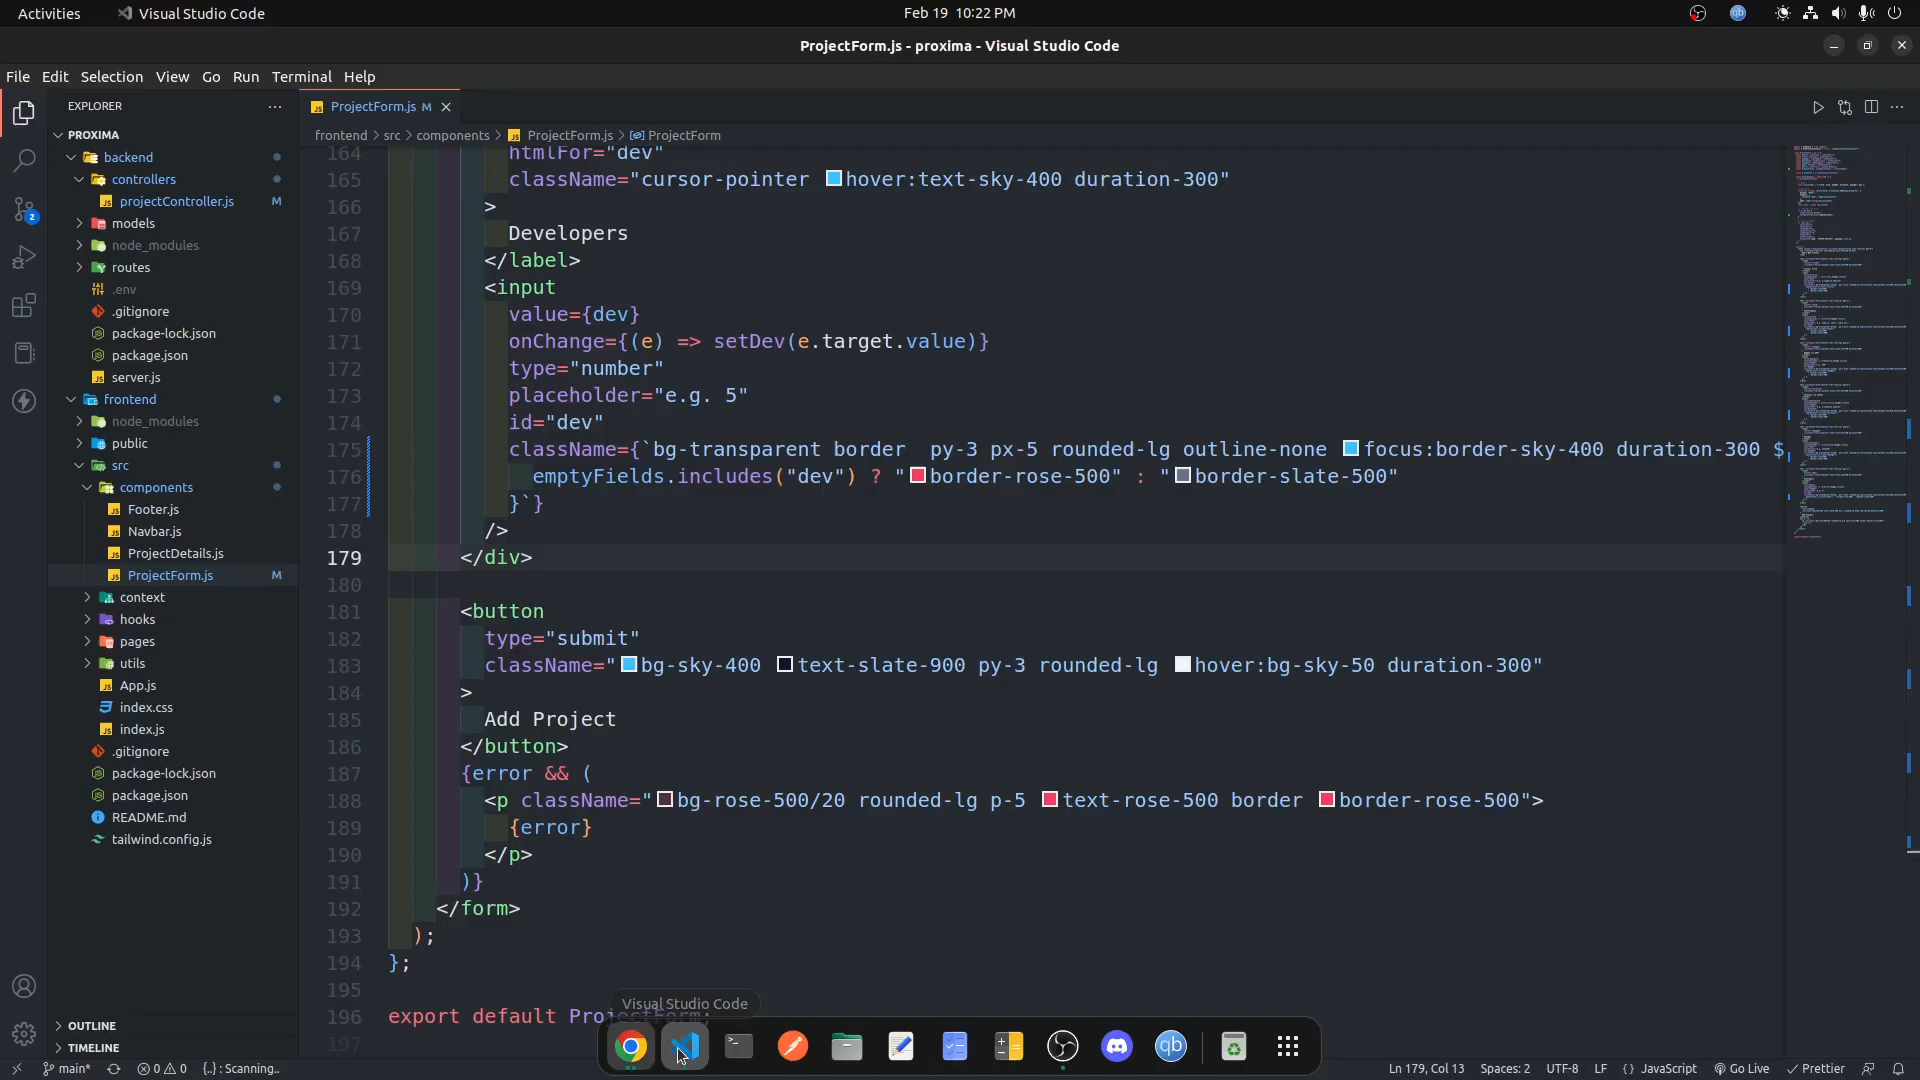 Activities
Visual Studio Code
Feb 19 10:22 PM
ProjectForm.js - proxima - Visual Studio Code
File Edit Selection View Go Run Terminal Help
EXPLORER
PROXIMA
backend
controllers
projectController.js M
models
node_modules
routes
.env
.gitignore
package-lock.json
package.json
server.js
frontend
node_modules
public
src
components
Footer.js
Navbar.js
ProjectDetails.js
ProjectForm.js M
context
hooks
pages
utils
App.js
index.css
index.js
.gitignore
package-lock.json
package.json
README.md
tailwind.config.js
OUTLINE
TIMELINE
2
ProjectForm.js M
frontend > src > components > ProjectForm.js > ProjectForm
164 htmlFor="dev"
165 className="cursor-pointer hover:text-sky-400 duration-300"
166 >
167 Developers
168 </label>
169 <input
170 value={dev}
171 onChange={(e) => setDev(e.target.value)}
172 type="number"
173 placeholder="e.g. 5"
174 id="dev"
175 className={`bg-transparent border  py-3 px-5 rounded-lg outline-none focus:border-sky-400 duration-300 $
176 emptyFields.includes("dev") ? "border-rose-500" : "border-slate-500"
177 }`}
178 />
179 </div>
180
181 <button
182 type="submit"
183 className="bg-sky-400 text-slate-900 py-3 rounded-lg hover:bg-sky-50 duration-300"
184 >
185 Add Project
186 </button>
187 {error && (
188 <p className="bg-rose-500/20 rounded-lg p-5 text-rose-500 border border-rose-500">
189 {error}
190 </p>
191 )}
192 </form>
193 );
194 };
195
196 export default ProjectForm;
197
Visual Studio Code
main* 0 0 {..}: Scanning..
Ln 179, Col 13 Spaces: 2 UTF-8 LF {} JavaScript Go Live Prettier